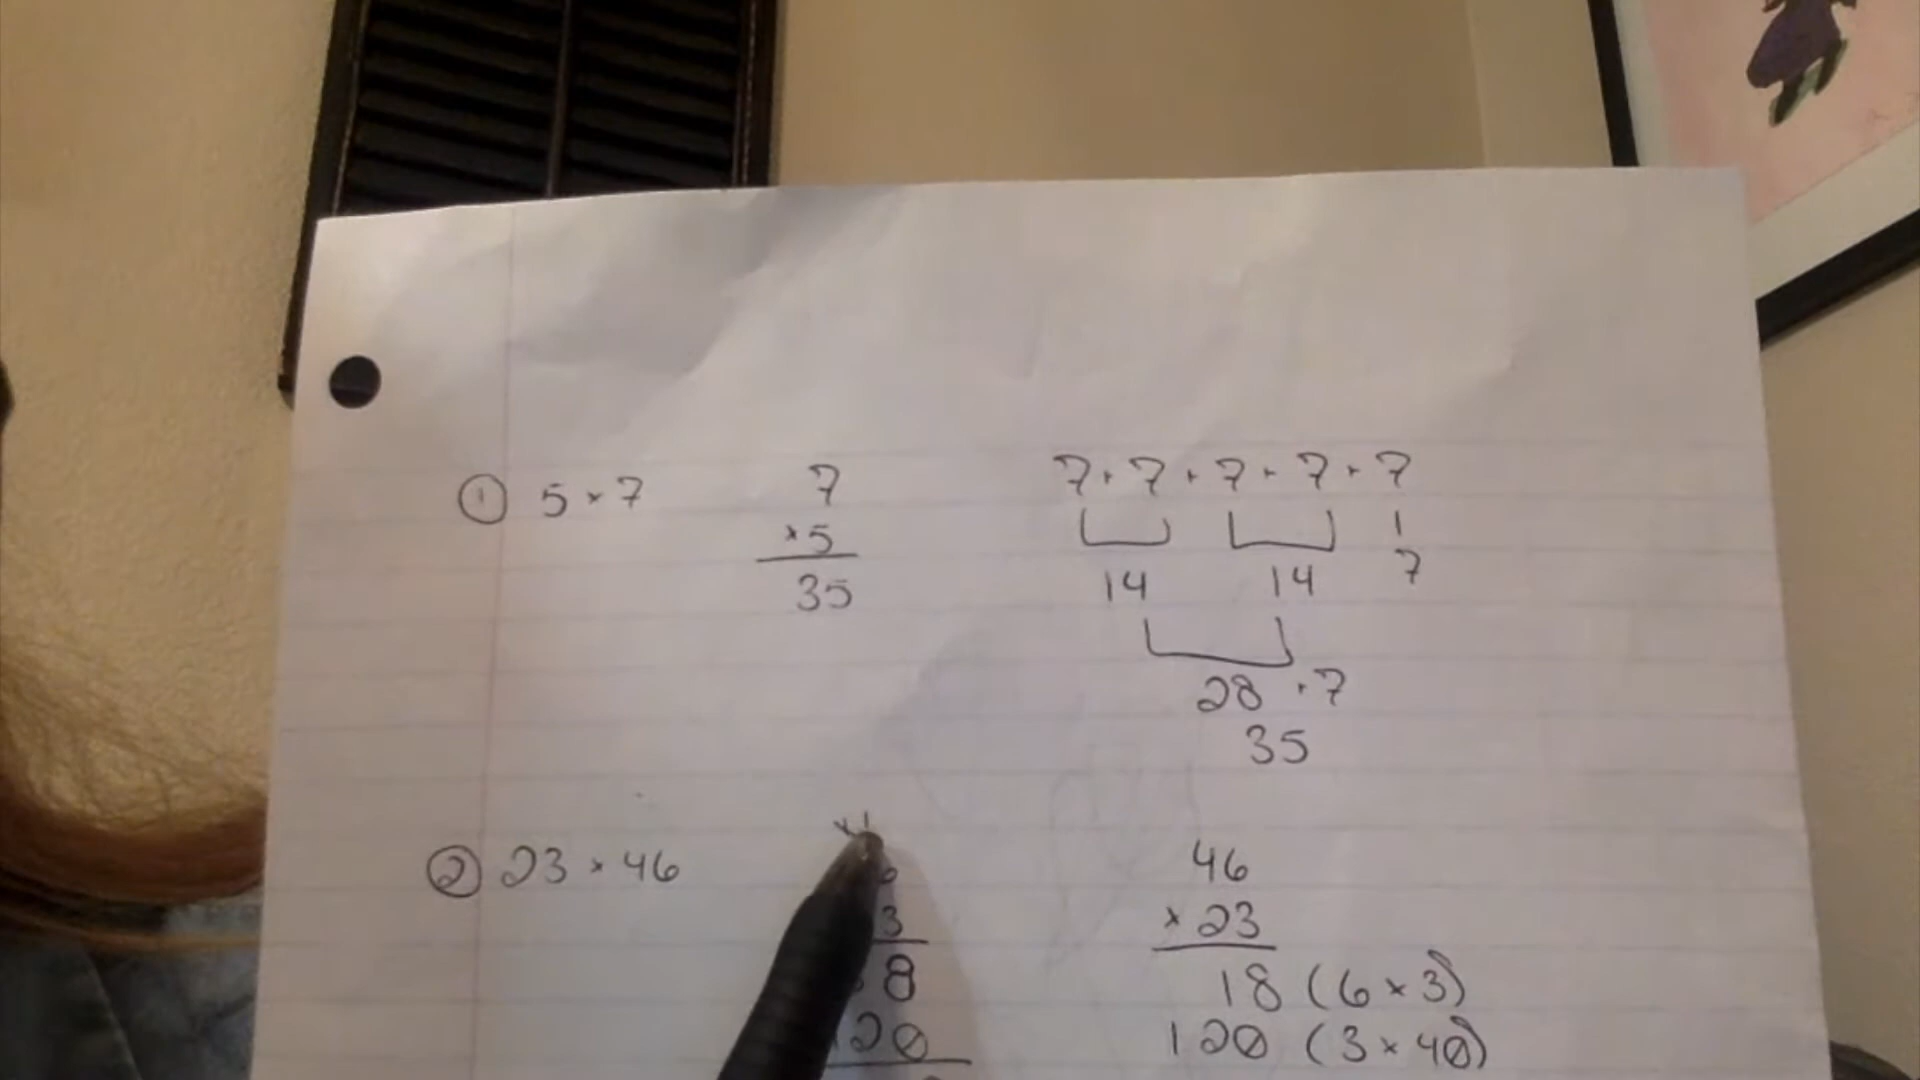 ① 5 × 7
7
× 5
35
7 + 7 + 7 + 7 + 7
14 14 7
28 + 7
35
② 23 × 46
46
× 23
18 (6 × 3)
120 (3 × 40)